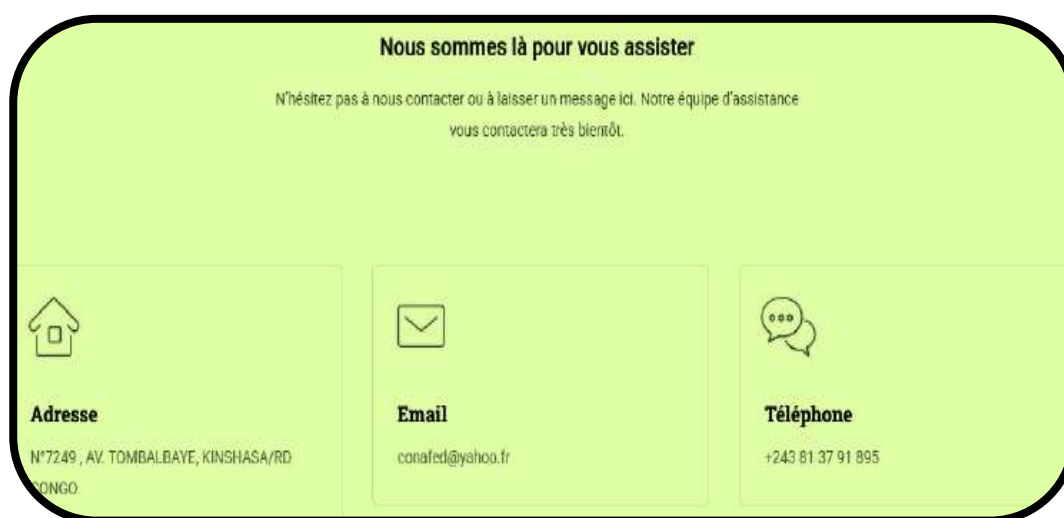 Nous sommes là pour vous assister
N'hésitez pas à nous contacter ou à laisser un message ici. Notre équipe d'assistance
vous contactera très bientôt.
Adresse
N°7249 , AV. TOMBALBAYE, KINSHASA/RD
CONGO
Email
conafed@yahoo.fr
Téléphone
+243 81 37 91 895